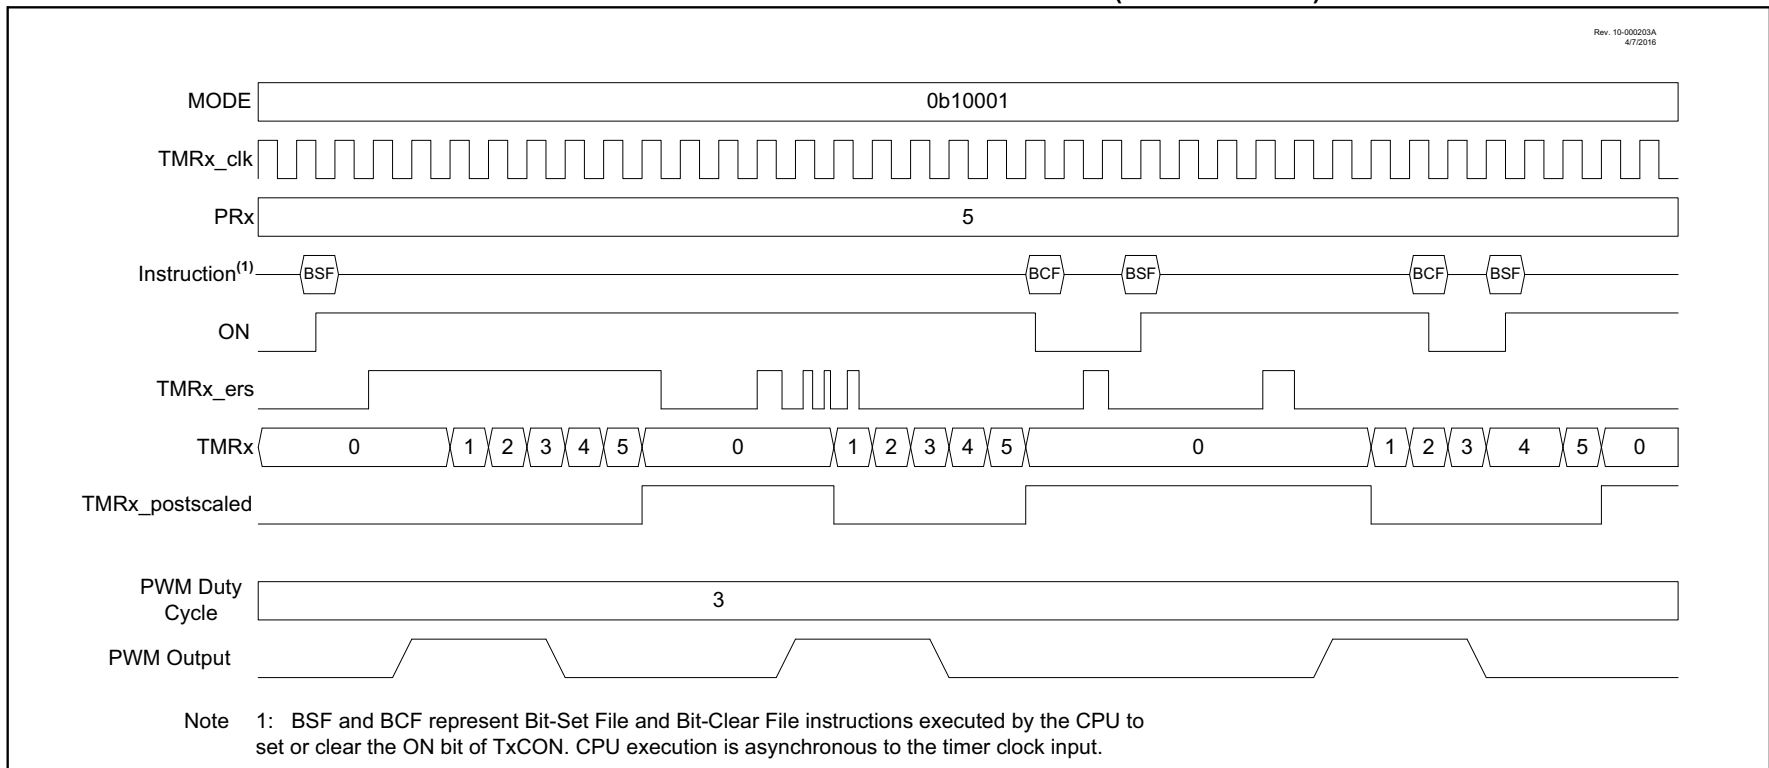 Rev. 10-000203A
4/7/2016
MODE 0b10001
TMRx_clk
PRx 5
Instruction(1) BSF BCF BSF BCF BSF
ON
TMRx_ers
TMRx 0 1 2 3 4 5 0 1 2 3 4 5 0 1 2 3 4 5 0
TMRx_postscaled
PWM Duty
Cycle 3
PWM Output
Note 1: BSF and BCF represent Bit-Set File and Bit-Clear File instructions executed by the CPU to
set or clear the ON bit of TxCON. CPU execution is asynchronous to the timer clock input.